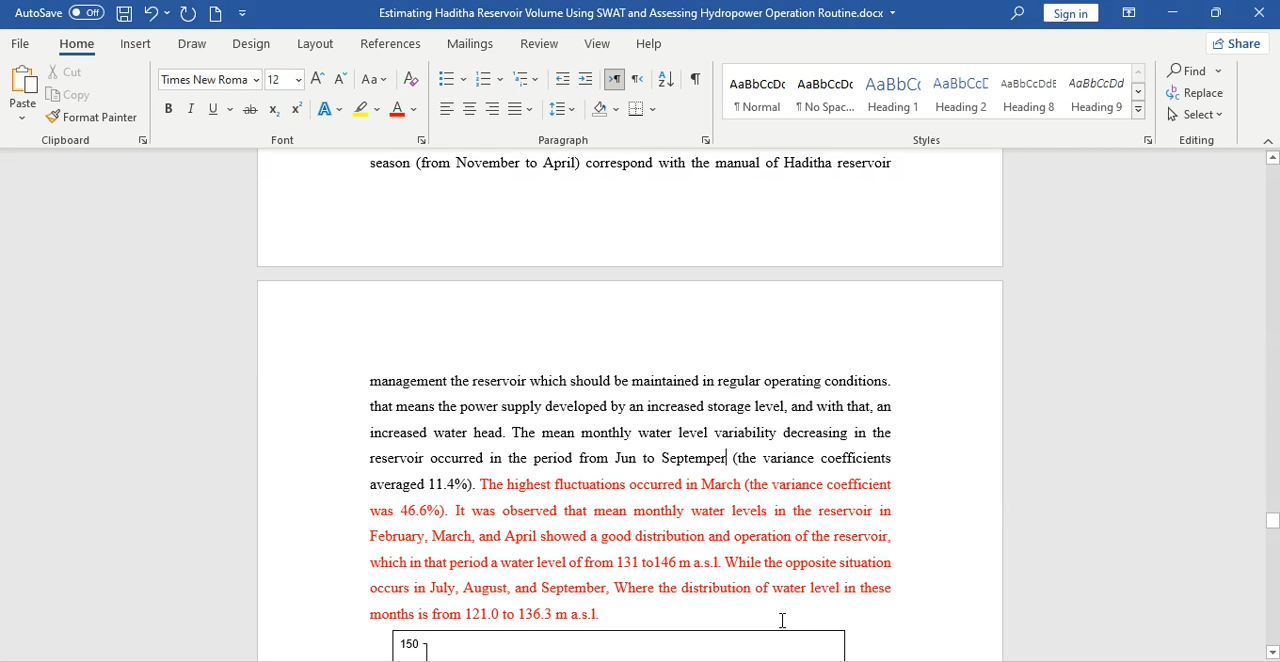 AutoSave Off Estimating Haditha Reservoir Volume Using SWAT and Assessing Hydropower Operation Routine.docx Sign in
File Home Insert Draw Design Layout References Mailings Review View Help Share
Paste Cut Copy Format Painter
Times New Roma 12 Aa
B I U ab x₂ x² A A
AaBbCcDc AaBbCcDc AaBbCc AaBbCcD AaBbCcDdE AaBbCcDd
¶ Normal ¶ No Spac... Heading 1 Heading 2 Heading 8 Heading 9
Find
Replace
Select
Clipboard Font Paragraph Styles Editing
season (from November to April) correspond with the manual of Haditha reservoir
management the reservoir which should be maintained in regular operating conditions.
that means the power supply developed by an increased storage level, and with that, an
increased water head. The mean monthly water level variability decreasing in the
reservoir occurred in the period from Jun to Septemper (the variance coefficients
averaged 11.4%). The highest fluctuations occurred in March (the variance coefficient
was 46.6%). It was observed that mean monthly water levels in the reservoir in
February, March, and April showed a good distribution and operation of the reservoir,
which in that period a water level of from 131 to146 m a.s.l. While the opposite situation
occurs in July, August, and September, Where the distribution of water level in these
months is from 121.0 to 136.3 m a.s.l.
150